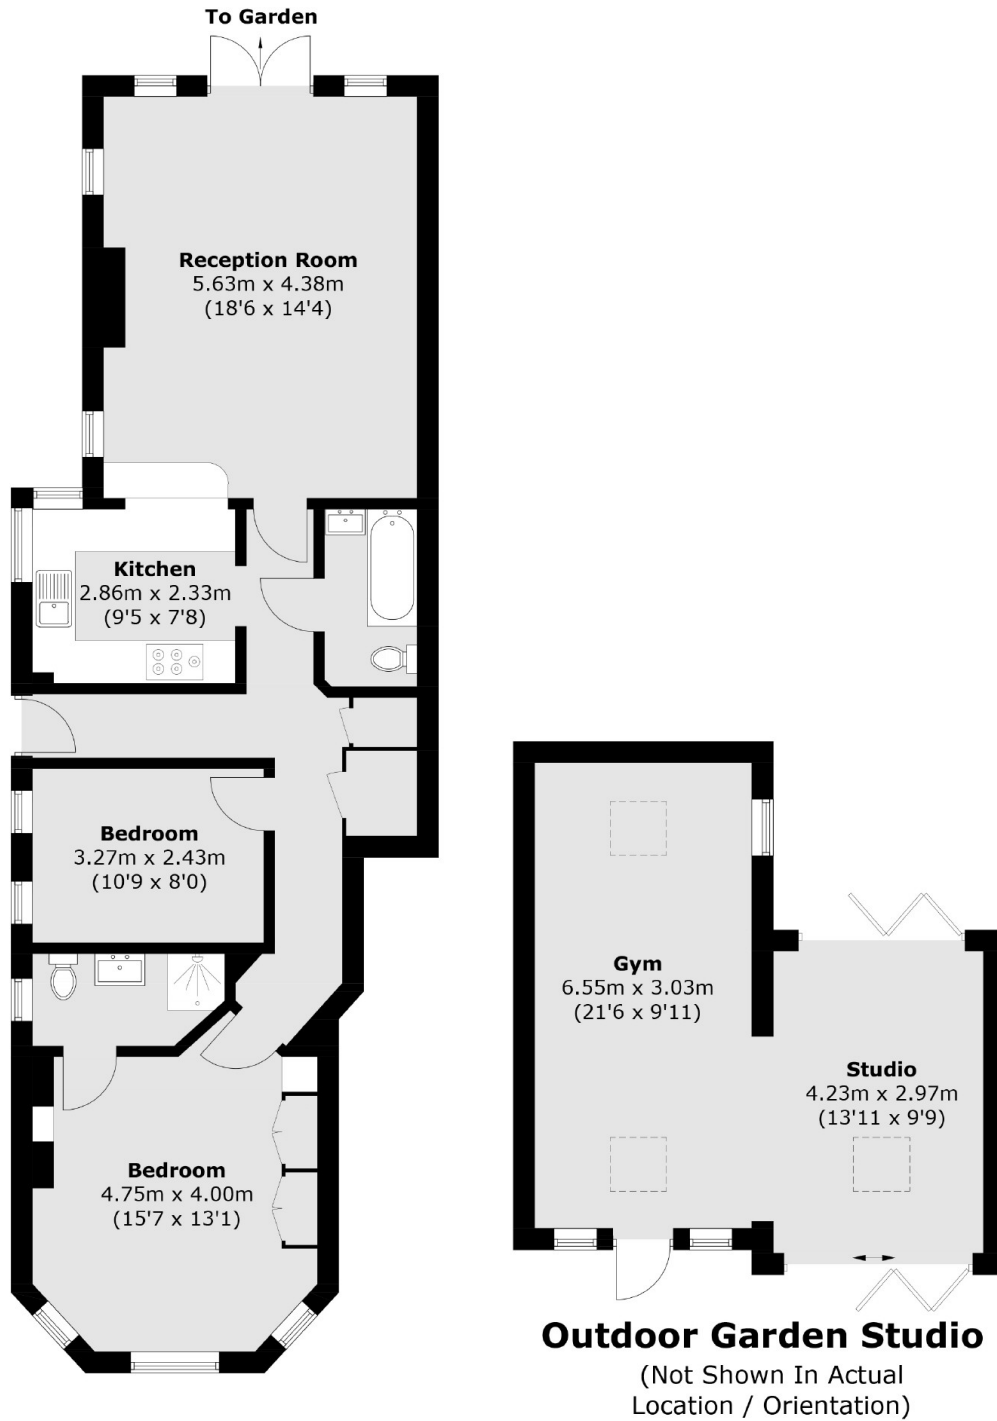 To Garden
Reception Room
5.63m x 4.38m
(18'6 x 14'4)
Kitchen
2.86m x 2.33m
(9'5 x 7'8)
Bedroom
3.27m x 2.43m
(10'9 x 8'0)
Bedroom
4.75m x 4.00m
(15'7 x 13'1)
Gym
6.55m x 3.03m
(21'6 x 9'11)
Studio
4.23m x 2.97m
(13'11 x 9'9)
Outdoor Garden Studio
(Not Shown In Actual
Location / Orientation)